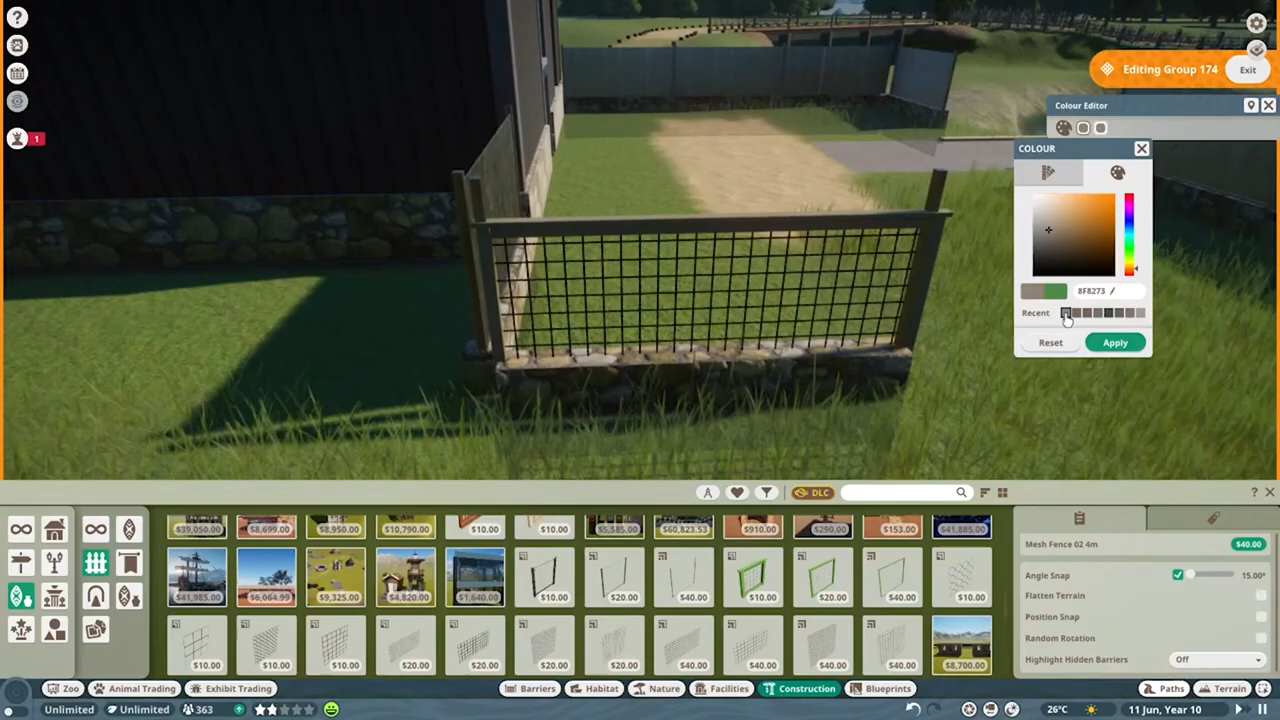 ?
Editing Group 174
Exit
Colour Editor
1
COLOUR
8F8273
Recent
Reset
Apply
DLC
?
$39,050.00
$8,699.00
$8,950.00
$10,790.00
$10.00
$10.00
$5,585.00
$60,823.53
$910.00
$290.00
$153.00
$41,885.00
Mesh Fence 02 4m
$40.00
$41,985.00
$6,064.99
$9,325.00
$4,820.00
$1,640.00
$10.00
$20.00
$40.00
$10.00
$20.00
$40.00
$10.00
Angle Snap
15.00°
Flatten Terrain
Position Snap
Random Rotation
$10.00
$10.00
$10.00
$20.00
$20.00
$20.00
$20.00
$40.00
$40.00
$40.00
$40.00
$8,700.00
Highlight Hidden Barriers
Off
Zoo
Animal Trading
Exhibit Trading
Barriers
Habitat
Nature
Facilities
Construction
Blueprints
Paths
Terrain
Unlimited
Unlimited
363
26°C
11 Jun, Year 10